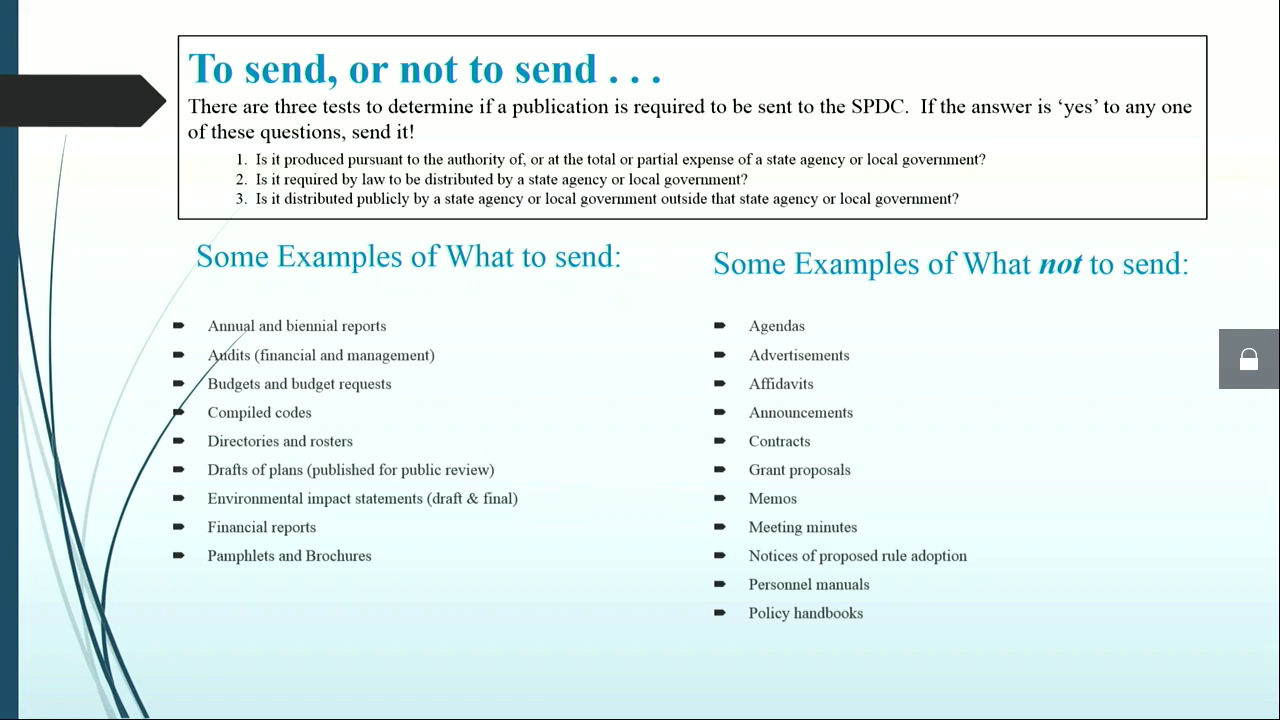 To send, or not to send . . .
There are three tests to determine if a publication is required to be sent to the SPDC.  If the answer is ‘yes’ to any one
of these questions, send it!
1. Is it produced pursuant to the authority of, or at the total or partial expense of a state agency or local government?
2. Is it required by law to be distributed by a state agency or local government?
3. Is it distributed publicly by a state agency or local government outside that state agency or local government?
Some Examples of What to send:
Annual and biennial reports
Audits (financial and management)
Budgets and budget requests
Compiled codes
Directories and rosters
Drafts of plans (published for public review)
Environmental impact statements (draft & final)
Financial reports
Pamphlets and Brochures
Some Examples of What not to send:
Agendas
Advertisements
Affidavits
Announcements
Contracts
Grant proposals
Memos
Meeting minutes
Notices of proposed rule adoption
Personnel manuals
Policy handbooks